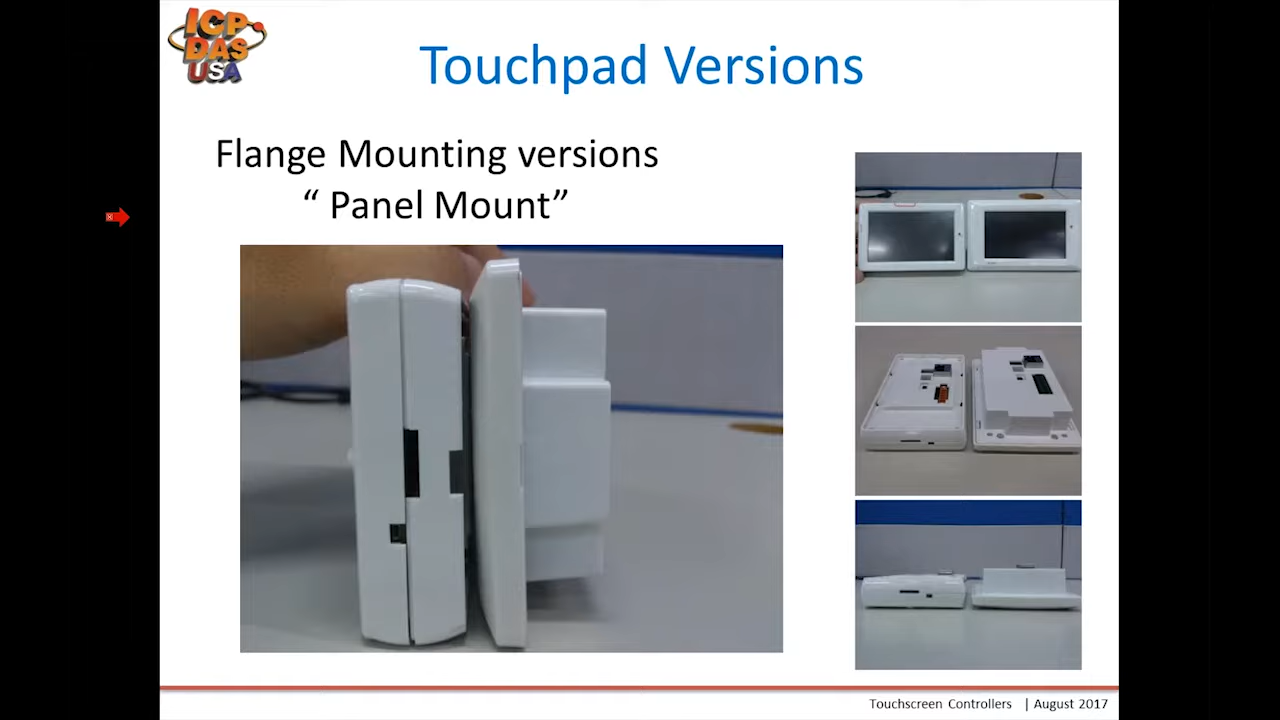 ICP
DAS
USA
Touchpad Versions
Flange Mounting versions
“ Panel Mount”
Touchscreen Controllers | August 2017